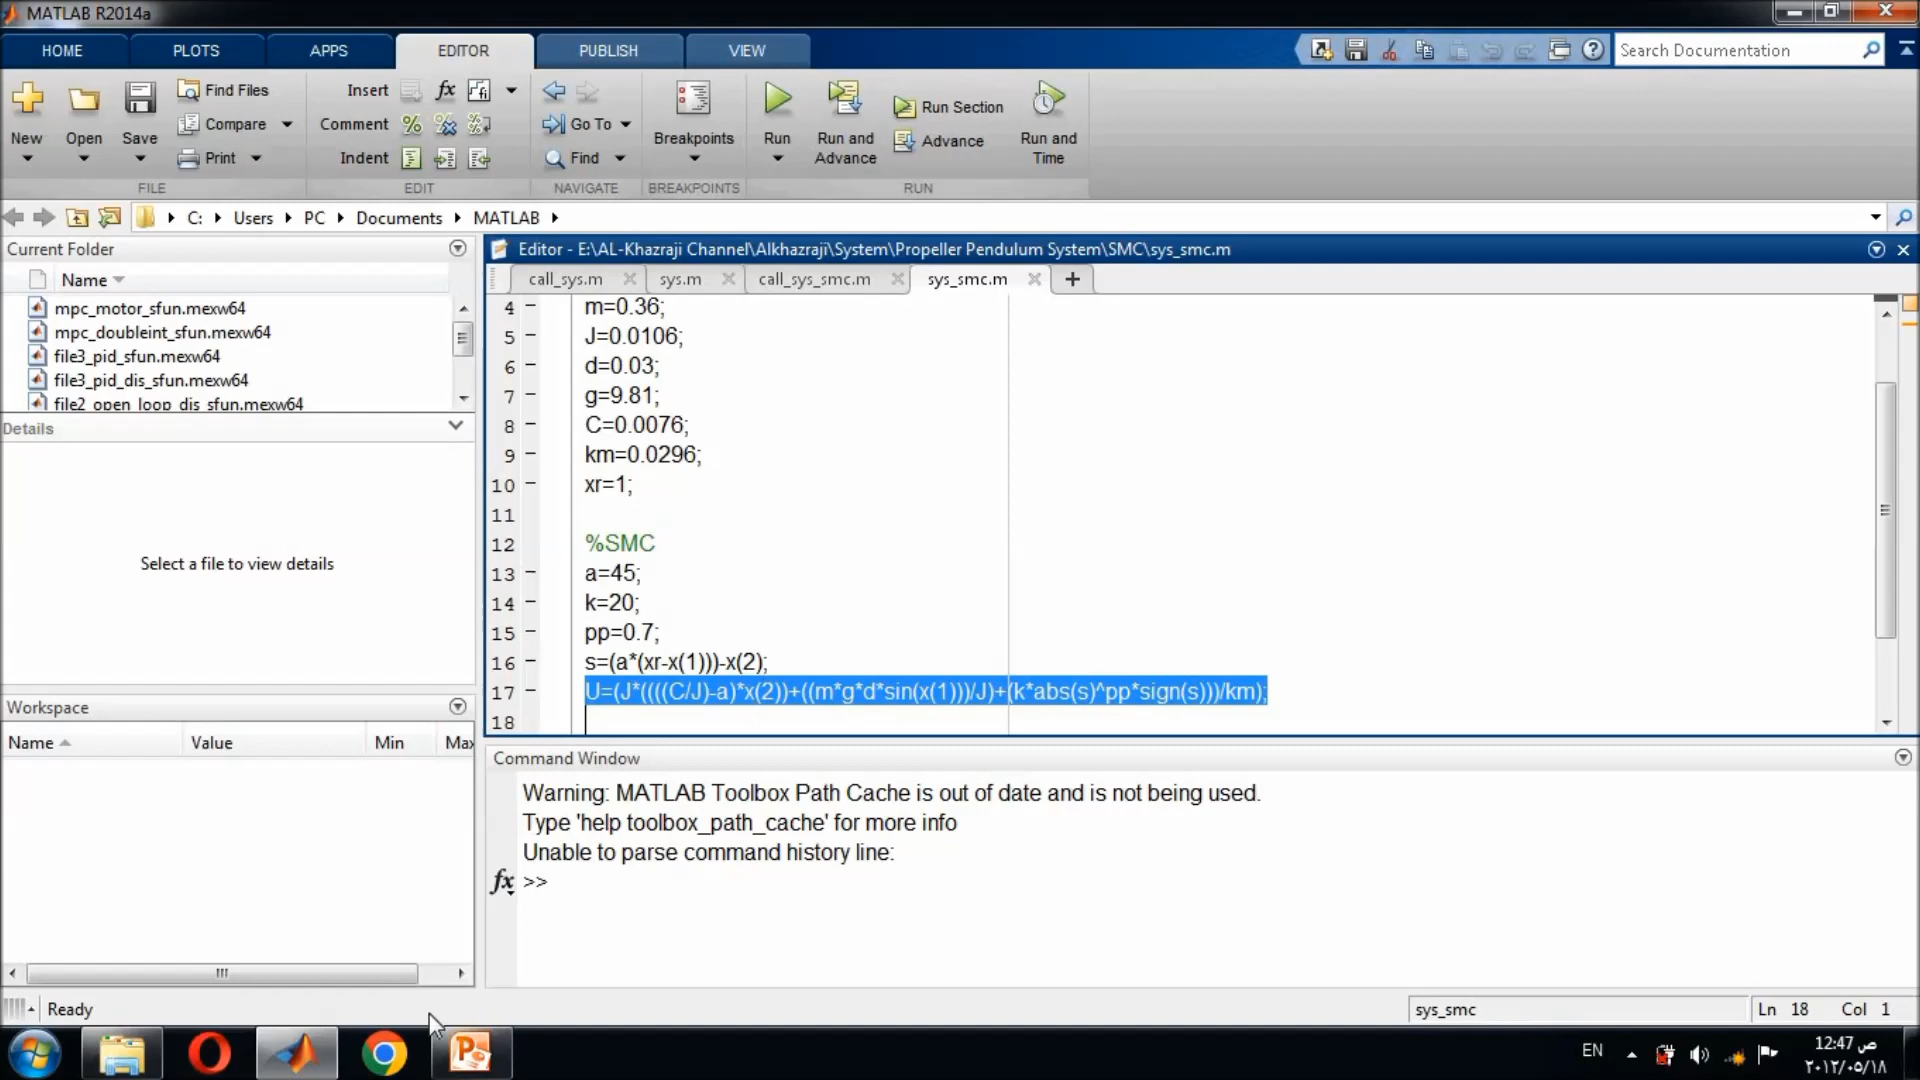 MATLAB R2014a
HOME PLOTS APPS EDITOR PUBLISH VIEW
Search Documentation
New Open Save Find Files Compare Print
Insert Comment Indent
fx
Go To Find
Breakpoints
Run Run and Advance Run Section Advance Run and Time
FILE EDIT NAVIGATE BREAKPOINTS RUN
C: Users PC Documents MATLAB
Current Folder
Name
mpc_motor_sfun.mexw64
mpc_doubleint_sfun.mexw64
file3_pid_sfun.mexw64
file3_pid_dis_sfun.mexw64
file2_open_loop_dis_sfun.mexw64
Details
Select a file to view details
Workspace
Name Value Min Max
Editor - E:\AL-Khazraji Channel\Alkhazraji\System\Propeller Pendulum System\SMC\sys_smc.m
call_sys.m sys.m call_sys_smc.m sys_smc.m
4 m=0.36;
5 J=0.0106;
6 d=0.03;
7 g=9.81;
8 C=0.0076;
9 km=0.0296;
10 xr=1;
11
12 %SMC
13 a=45;
14 k=20;
15 pp=0.7;
16 s=(a*(xr-x(1)))-x(2);
17 U=(J*((((C/J)-a)*x(2))+((m*g*d*sin(x(1)))/J)+(k*abs(s)^pp*sign(s)))/km);
18
Command Window
Warning: MATLAB Toolbox Path Cache is out of date and is not being used.
Type 'help toolbox_path_cache' for more info
Unable to parse command history line:
fx >>
Ready
sys_smc Ln 18 Col 1
EN
12:47 ص
٢٠١٢/٠٥/١٨